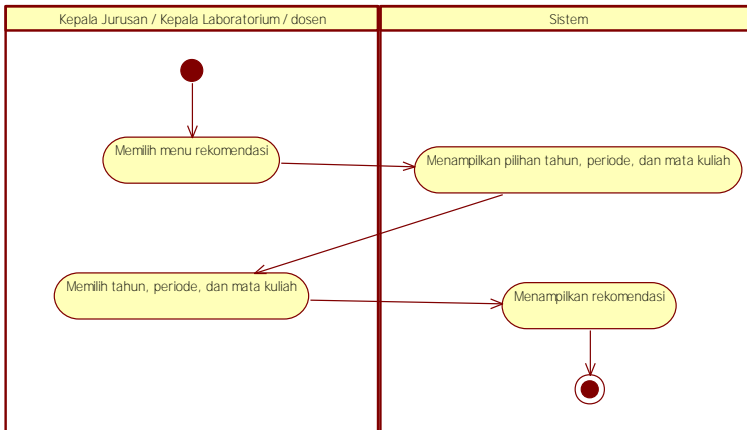 Kepala Jurusan / Kepala Laboratorium / dosen
Sistem
Memilih menu rekomendasi
Menampilkan pilihan tahun, periode, dan mata kuliah
Memilih tahun, periode, dan mata kuliah
Menampilkan rekomendasi